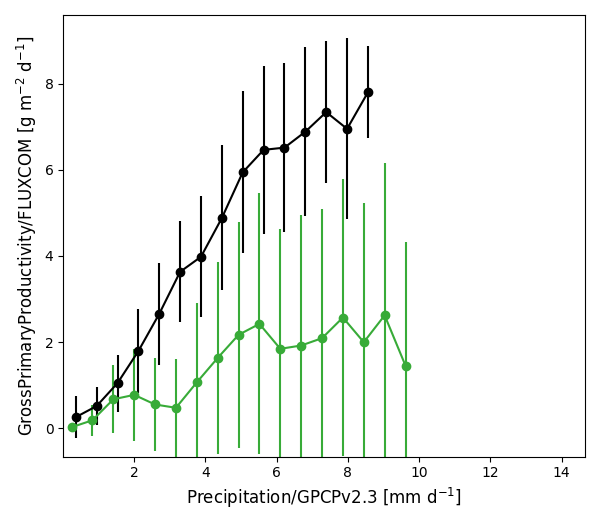 GrossPrimaryProductivity/FLUXCOM [g m⁻² d⁻¹]
8
6
4
2
0
2 4 6 8 10 12 14
Precipitation/GPCPv2.3 [mm d⁻¹]